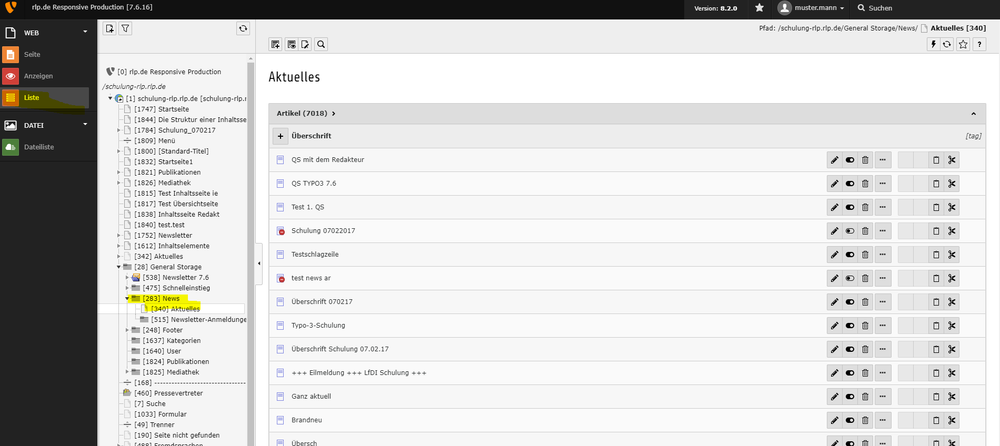 rlp.de Responsive Production [7.6.16]
Version: 8.2.0
muster.mann
Suchen
WEB
Seite
Anzeigen
Liste
DATEI
Dateiliste
[0] rlp.de Responsive Production
/schulung-rlp.rlp.de
[1] schulung-rlp.rlp.de [schulung-rlp.r
[1747] Startseite
[1844] Die Struktur einer Inhaltsse
[1784] Schulung_070217
[1809] Menü
[1800] [Standard-Titel]
[1832] Startseite1
[1821] Publikationen
[1826] Mediathek
[1815] Test Inhaltsseite ie
[1817] Test Übersichtseite
[1838] Inhaltsseite Redakt
[1840] test.test
[1752] Newsletter
[1612] Inhaltselemente
[342] Aktuelles
[28] General Storage
[538] Newsletter 7.6
[475] Schnelleinstieg
[283] News
[340] Aktuelles
[515] Newsletter-Anmeldunge
[248] Footer
[1637] Kategorien
[1640] User
[1824] Publikationen
[1825] Mediathek
[168] ---------------------------------
[460] Pressevertreter
[7] Suche
[1033] Formular
[49] Trenner
[190] Seite nicht gefunden
[488] Fremdsprachen
Pfad: /schulung-rlp.rlp.de/General Storage/News/ Aktuelles [340]
?
Aktuelles
Artikel (7018)
Überschrift
[tag]
QS mit dem Redakteur
QS TYPO3 7.6
Test 1. QS
Schulung 07022017
Testschlagzeile
test news ar
Überschrift 070217
Typo-3-Schulung
Überschrift Schulung 07.02.17
+++ Eilmeldung +++ LfDI Schulung +++
Ganz aktuell
Brandneu
Übersch